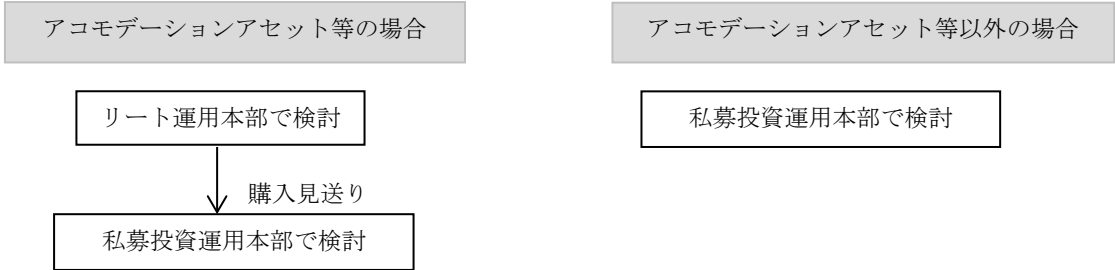 アコモデーションアセット等の場合
アコモデーションアセット等以外の場合
リート運用本部で検討
私募投資運用本部で検討
購入見送り
私募投資運用本部で検討